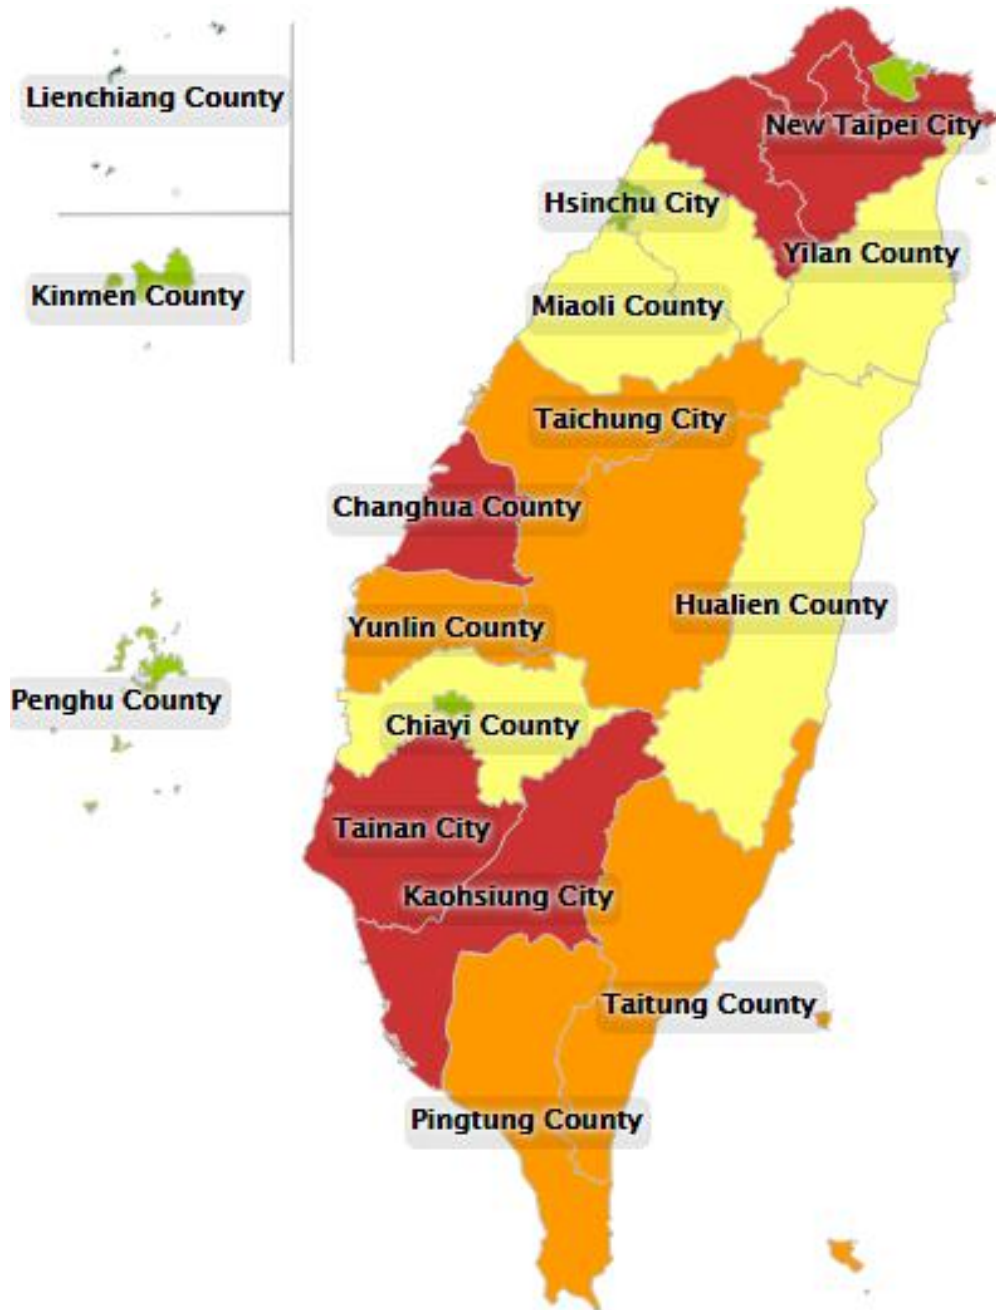 Lienchiang County
New Taipei City
Hsinchu City
Yilan County
Kinmen County
Miaoli County
Taichung City
Changhua County
Hualien County
Yunlin County
Penghu County
Chiayi County
Tainan City
Kaohsiung City
Taitung County
Pingtung County